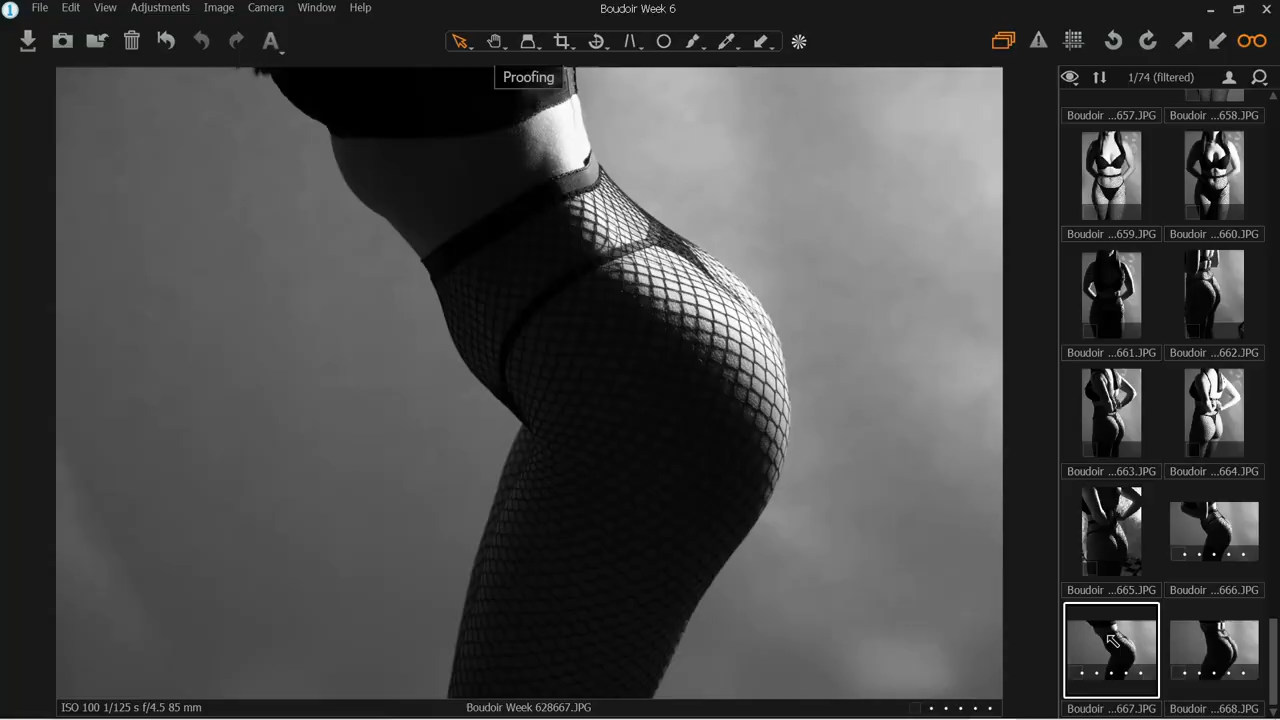 Boudoir Week 6
File Edit View Adjustments Image Camera Window Help
Proofing
1/74 (filtered)
Boudoir ...657.JPG Boudoir ...658.JPG
Boudoir ...659.JPG Boudoir ...660.JPG
Boudoir ...661.JPG Boudoir ...662.JPG
Boudoir ...663.JPG Boudoir ...664.JPG
Boudoir ...665.JPG Boudoir ...666.JPG
Boudoir ...667.JPG Boudoir ...668.JPG
ISO 100 1/125 s f/4.5 85 mm
Boudoir Week 628667.JPG